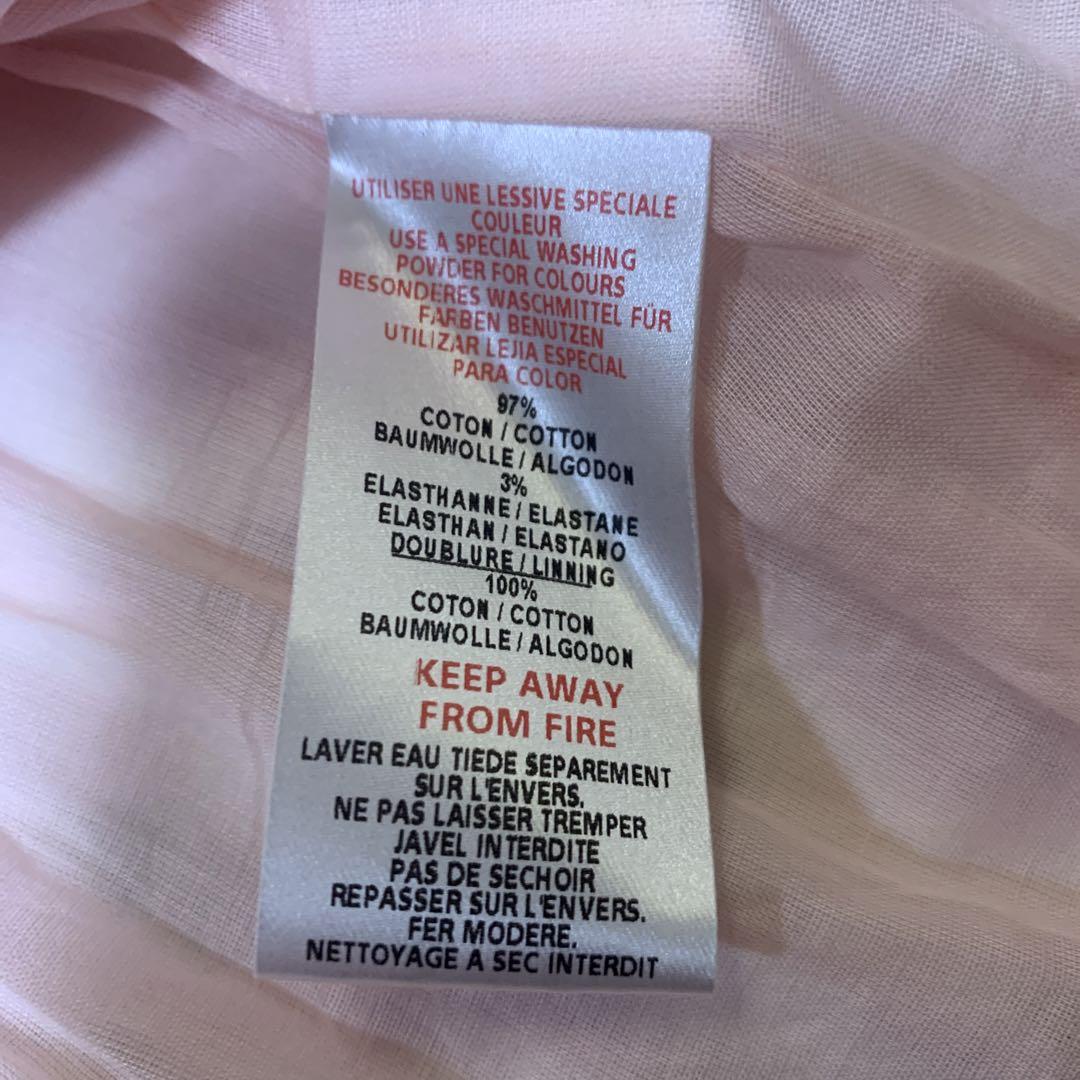 UTILISER UNE LESSIVE SPECIALE
COULEUR
USE A SPECIAL WASHING
POWDER FOR COLOURS
BESONDERES WASCHMITTEL FÜR
FARBEN BENUTZEN
UTILIZAR LEJIA ESPECIAL
PARA COLOR
97%
COTON / COTTON
BAUMWOLLE / ALGODON
3%
ELASTHANNE / ELASTANE
ELASTHAN / ELASTANO
DOUBLURE / LINNING
100%
COTON / COTTON
BAUMWOLLE / ALGODON
KEEP AWAY
FROM FIRE
LAVER EAU TIEDE SEPAREMENT
SUR L'ENVERS.
NE PAS LAISSER TREMPER
JAVEL INTERDITE
PAS DE SECHOIR
REPASSER SUR L'ENVERS.
FER MODERE.
NETTOYAGE A SEC INTERDIT